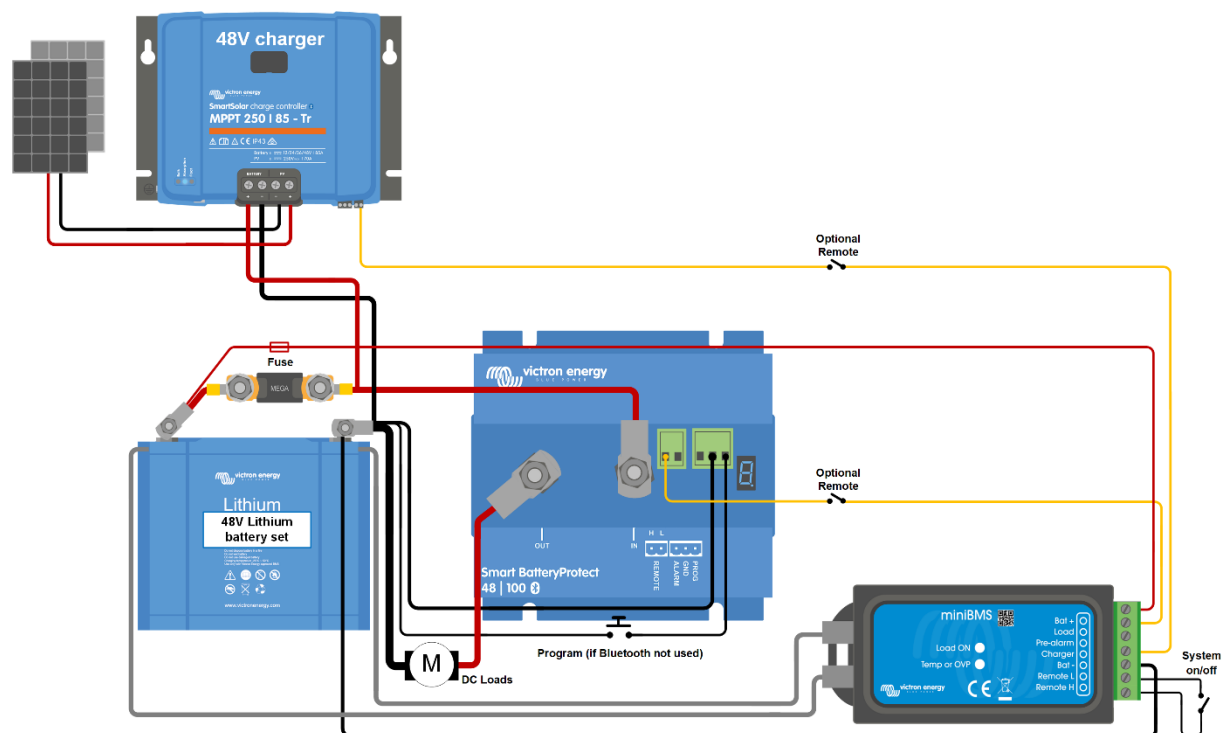 48V charger
victron energy
SmartSolar charge controller
MPPT 250 | 85 - Tr
IP43
BATTERY
PV
Optional
Remote
Fuse
MEGA
victron energy
BLUE POWER
Optional
Remote
victron energy
Lithium
48V Lithium
battery set
www.victronenergy.com
OUT
IN
H L
REMOTE
ALARM
GND
PROG
Smart BatteryProtect
48 | 100
Program (if Bluetooth not used)
M
DC Loads
miniBMS
Load ON
Temp or OVP
victron energy
Bat +
Load
Pre-alarm
Charger
Bat -
Remote L
Remote H
System
on/off